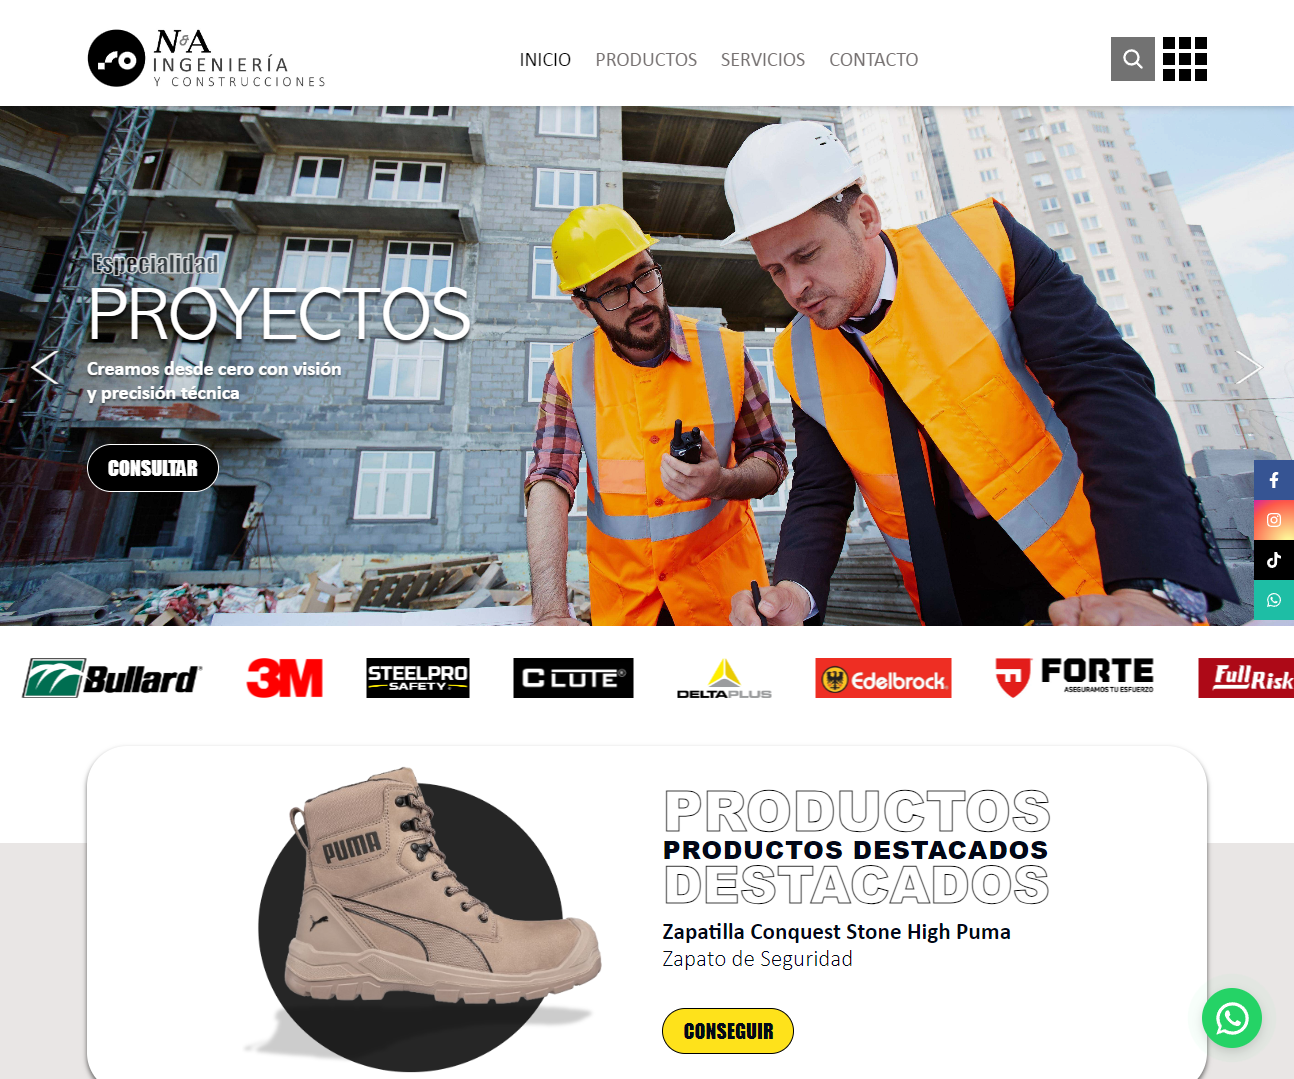 N&A
INGENIERÍA
Y CONSTRUCCIONES
INICIO PRODUCTOS SERVICIOS CONTACTO
Especialidad
PROYECTOS
Creamos desde cero con visión
y precisión técnica
CONSULTAR
Bullard
3M
STEELPRO
SAFETY
CLUTE®
DELTAPLUS
Edelbrock
FORTE
ASEGURAMOS TU ESFUERZO
FullRisk
PUMA
PRODUCTOS
PRODUCTOS DESTACADOS
DESTACADOS
Zapatilla Conquest Stone High Puma
Zapato de Seguridad
CONSEGUIR